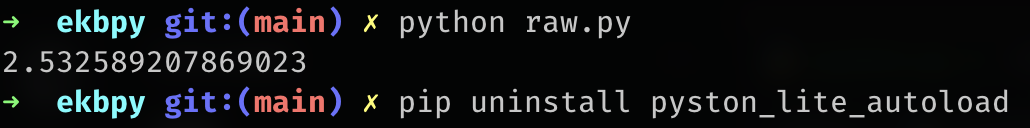 ➜  ekbpy git:(main) ✗ python raw.py
2.532589207869023
➜  ekbpy git:(main) ✗ pip uninstall pyston_lite_autoload